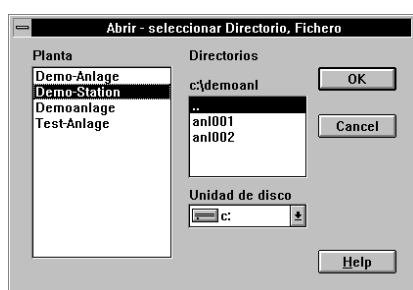 Abrir - seleccionar Directorio, Fichero
Planta
Demo-Anlage
Demo-Station
Demoanlage
Test-Anlage
Directorios
c:\demoanl
..
anl001
anl002
Unidad de disco
c:
OK
Cancel
Help